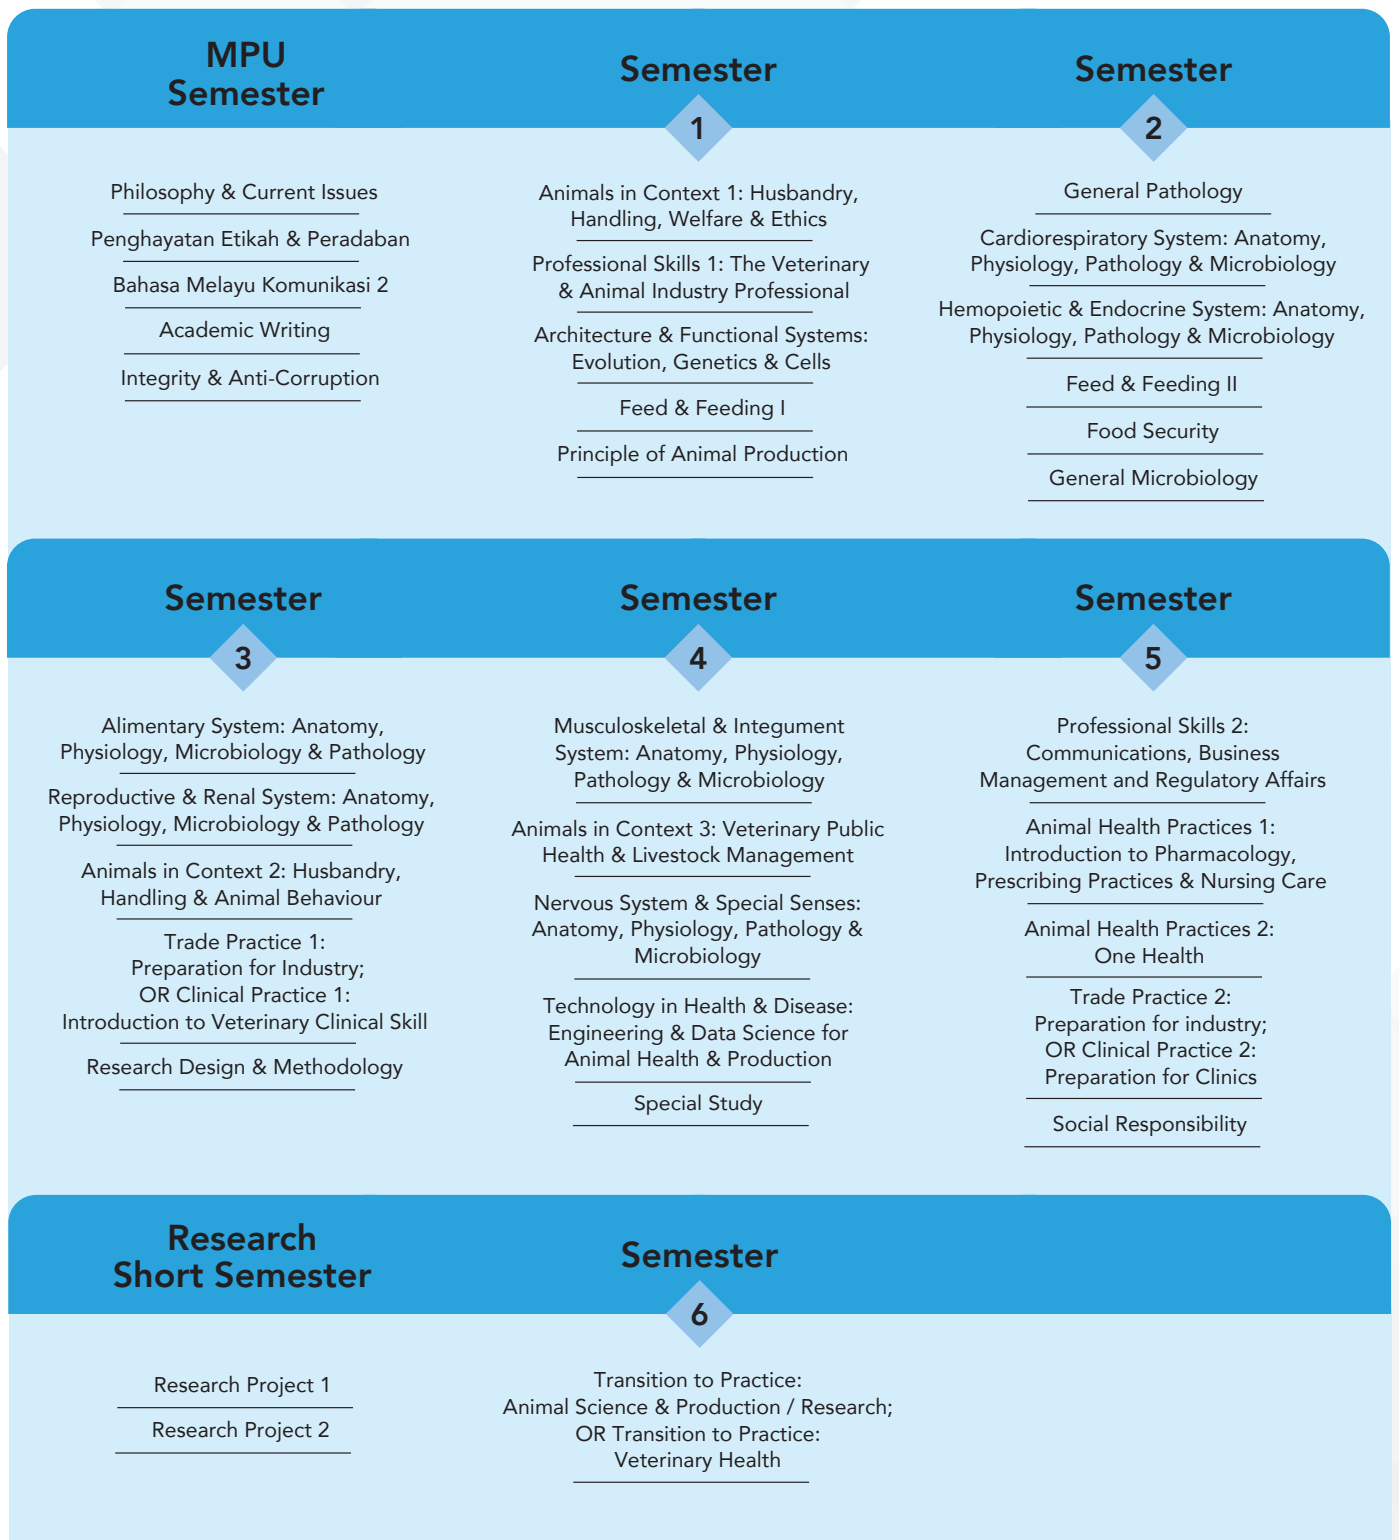 MPU
Semester
Philosophy & Current Issues
Penghayatan Etikah & Peradaban
Bahasa Melayu Komunikasi 2
Academic Writing
Integrity & Anti-Corruption
Semester
1
Animals in Context 1: Husbandry,
Handling, Welfare & Ethics
Professional Skills 1: The Veterinary
& Animal Industry Professional
Architecture & Functional Systems:
Evolution, Genetics & Cells
Feed & Feeding I
Principle of Animal Production
Semester
2
General Pathology
Cardiorespiratory System: Anatomy,
Physiology, Pathology & Microbiology
Hemopoietic & Endocrine System: Anatomy,
Physiology, Pathology & Microbiology
Feed & Feeding II
Food Security
General Microbiology
Semester
3
Alimentary System: Anatomy,
Physiology, Microbiology & Pathology
Reproductive & Renal System: Anatomy,
Physiology, Microbiology & Pathology
Animals in Context 2: Husbandry,
Handling & Animal Behaviour
Trade Practice 1:
Preparation for Industry;
OR Clinical Practice 1:
Introduction to Veterinary Clinical Skill
Research Design & Methodology
Semester
4
Musculoskeletal & Integument
System: Anatomy, Physiology,
Pathology & Microbiology
Animals in Context 3: Veterinary Public
Health & Livestock Management
Nervous System & Special Senses:
Anatomy, Physiology, Pathology &
Microbiology
Technology in Health & Disease:
Engineering & Data Science for
Animal Health & Production
Special Study
Semester
5
Professional Skills 2:
Communications, Business
Management and Regulatory Affairs
Animal Health Practices 1:
Introduction to Pharmacology,
Prescribing Practices & Nursing Care
Animal Health Practices 2:
One Health
Trade Practice 2:
Preparation for industry;
OR Clinical Practice 2:
Preparation for Clinics
Social Responsibility
Research
Short Semester
Research Project 1
Research Project 2
Semester
6
Transition to Practice:
Animal Science & Production / Research;
OR Transition to Practice:
Veterinary Health